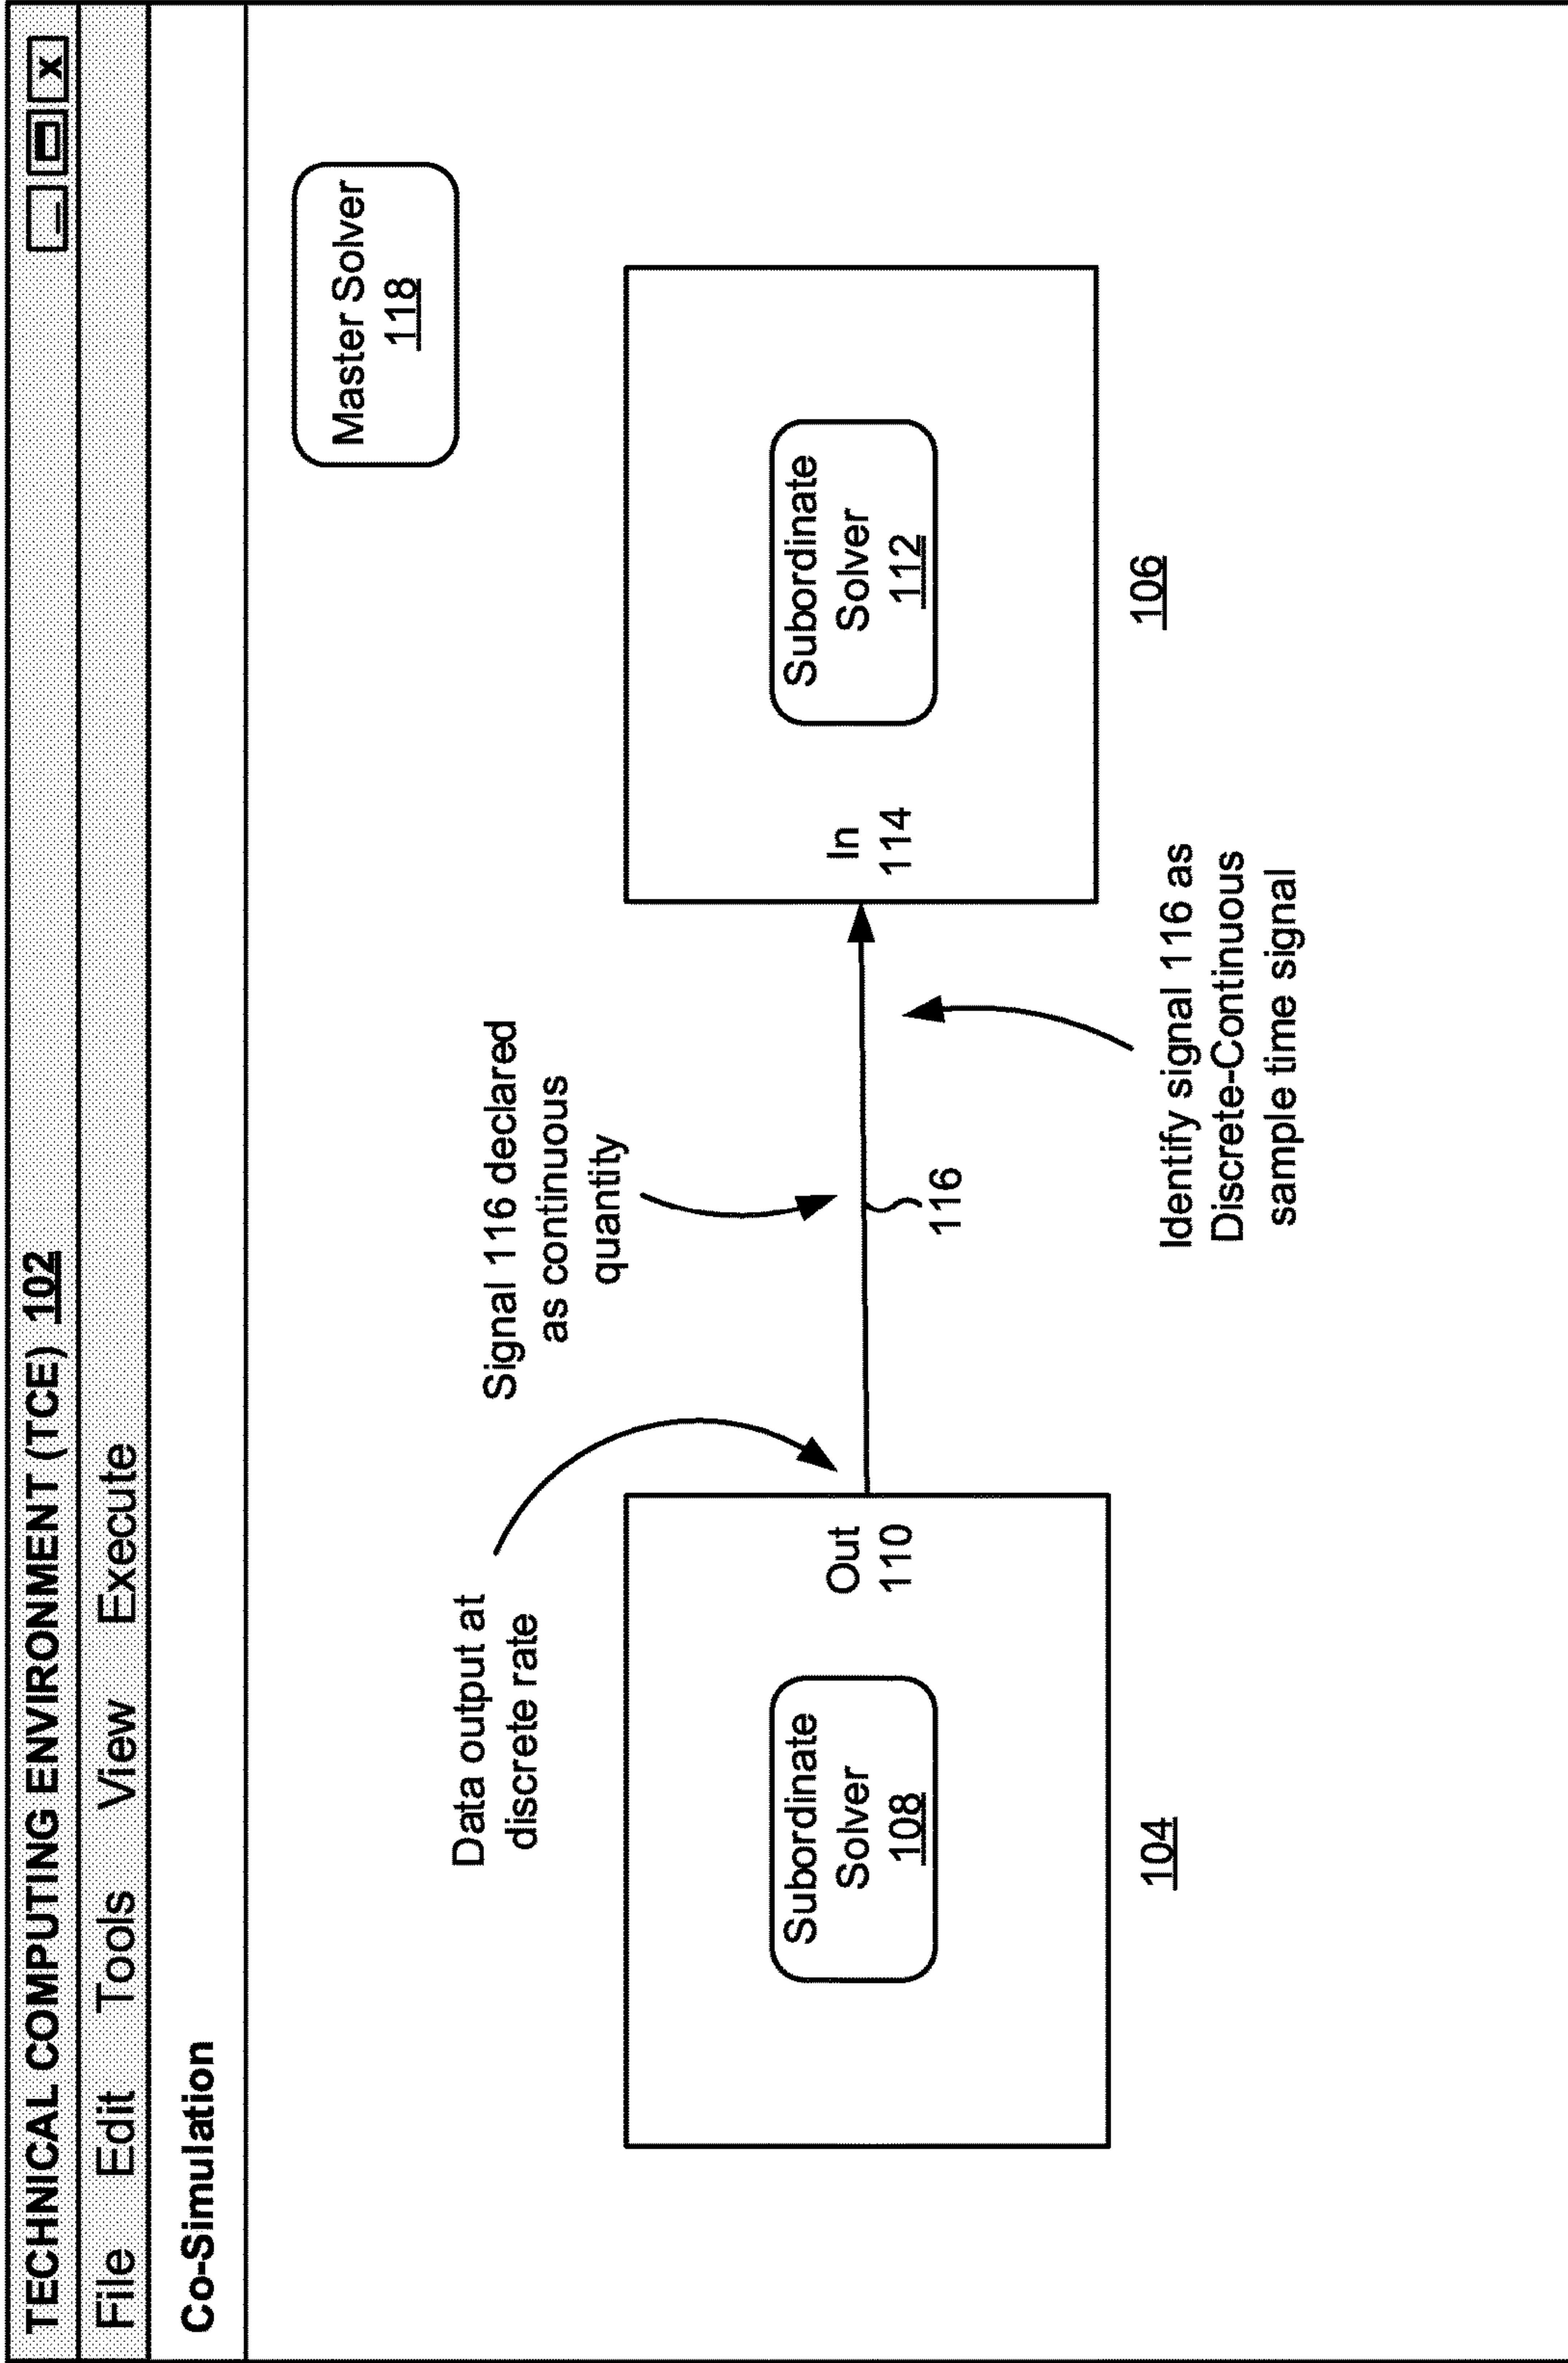 TECHNICAL COMPUTING ENVIRONMENT (TCE) 102
_ X
File Edit Tools View Execute
Co-Simulation
Master Solver
118
Data output at
discrete rate
Signal 116 declared
as continuous
quantity
Subordinate
Solver
108
Out
110
116
In
114
Subordinate
Solver
112
104
106
Identify signal 116 as
Discrete-Continuous
sample time signal